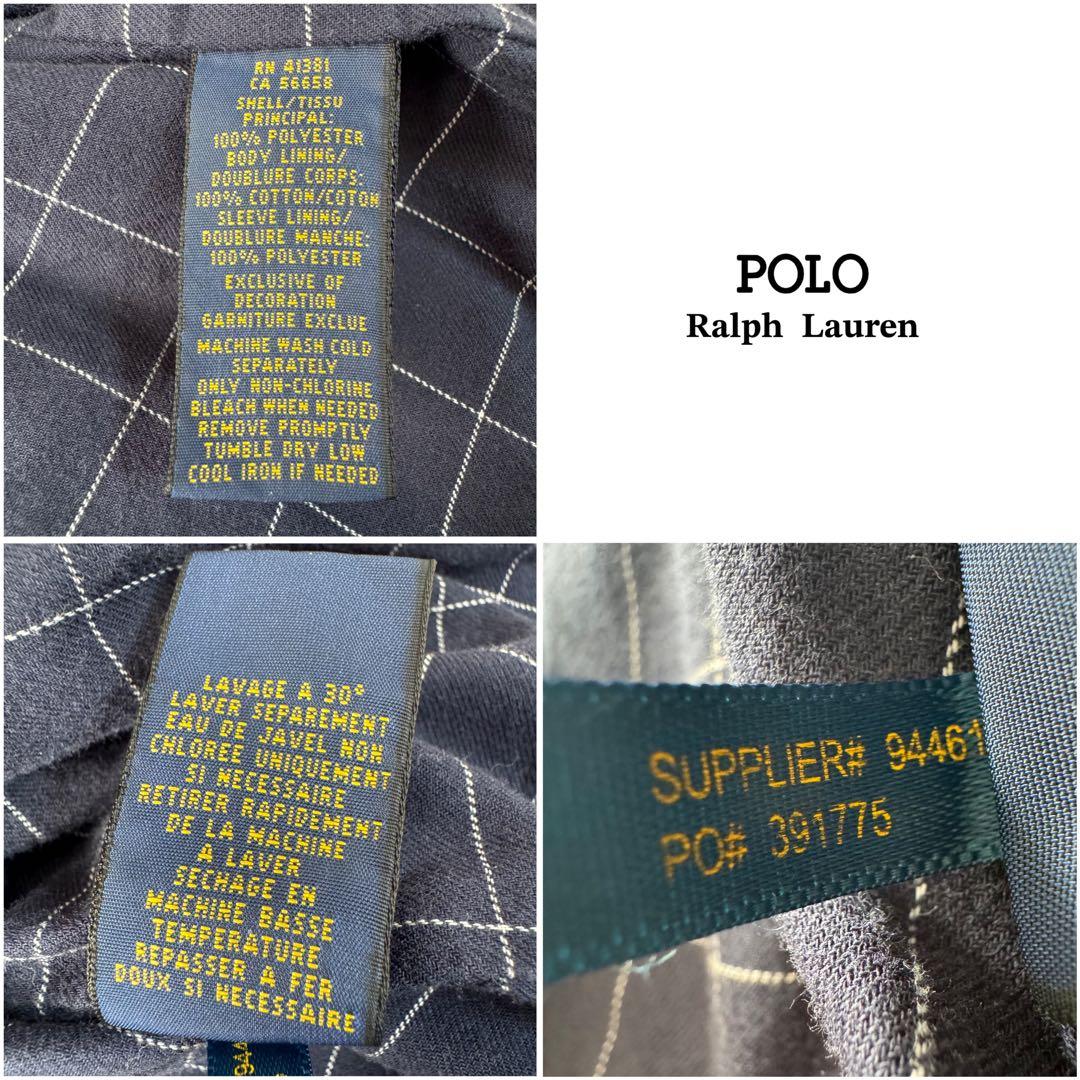 RN 41381
CA 56658
SHELL/TISSU
PRINCIPAL:
100% POLYESTER
BODY LINING/
DOUBLURE CORPS:
100% COTTON/COTON
SLEEVE LINING/
DOUBLURE MANCHE:
100% POLYESTER
EXCLUSIVE OF
DECORATION
GARNITURE EXCLUE
MACHINE WASH COLD
SEPARATELY
ONLY NON-CHLORINE
BLEACH WHEN NEEDED
REMOVE PROMPTLY
TUMBLE DRY LOW
COOL IRON IF NEEDED
POLO
Ralph Lauren
LAVAGE A 30°
LAVER SEPAREMENT
EAU DE JAVEL NON
CHLOREE UNIQUEMENT
SI NECESSAIRE
RETIRER RAPIDEMENT
DE LA MACHINE
A LAVER
SECHAGE EN
MACHINE BASSE
TEMPERATURE
REPASSER A FER
DOUX SI NECESSAIRE
944
SUPPLIER# 94461
PO# 391775